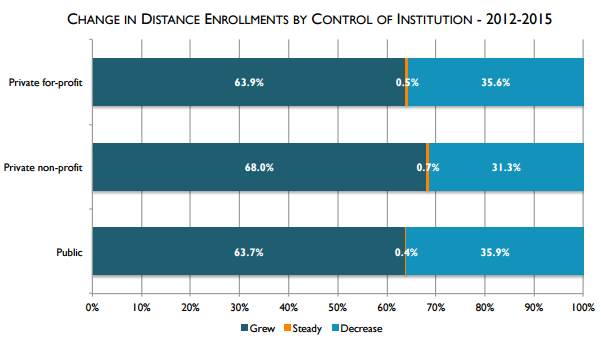 CHANGE IN DISTANCE ENROLLMENTS BY CONTROL OF INSTITUTION - 2012-2015
Private for-profit 63.9% 0.5% 35.6%
Private non-profit 68.0% 0.7% 31.3%
Public 63.7% 0.4% 35.9%
0% 10% 20% 30% 40% 50% 60% 70% 80% 90% 100%
Grew Steady Decrease